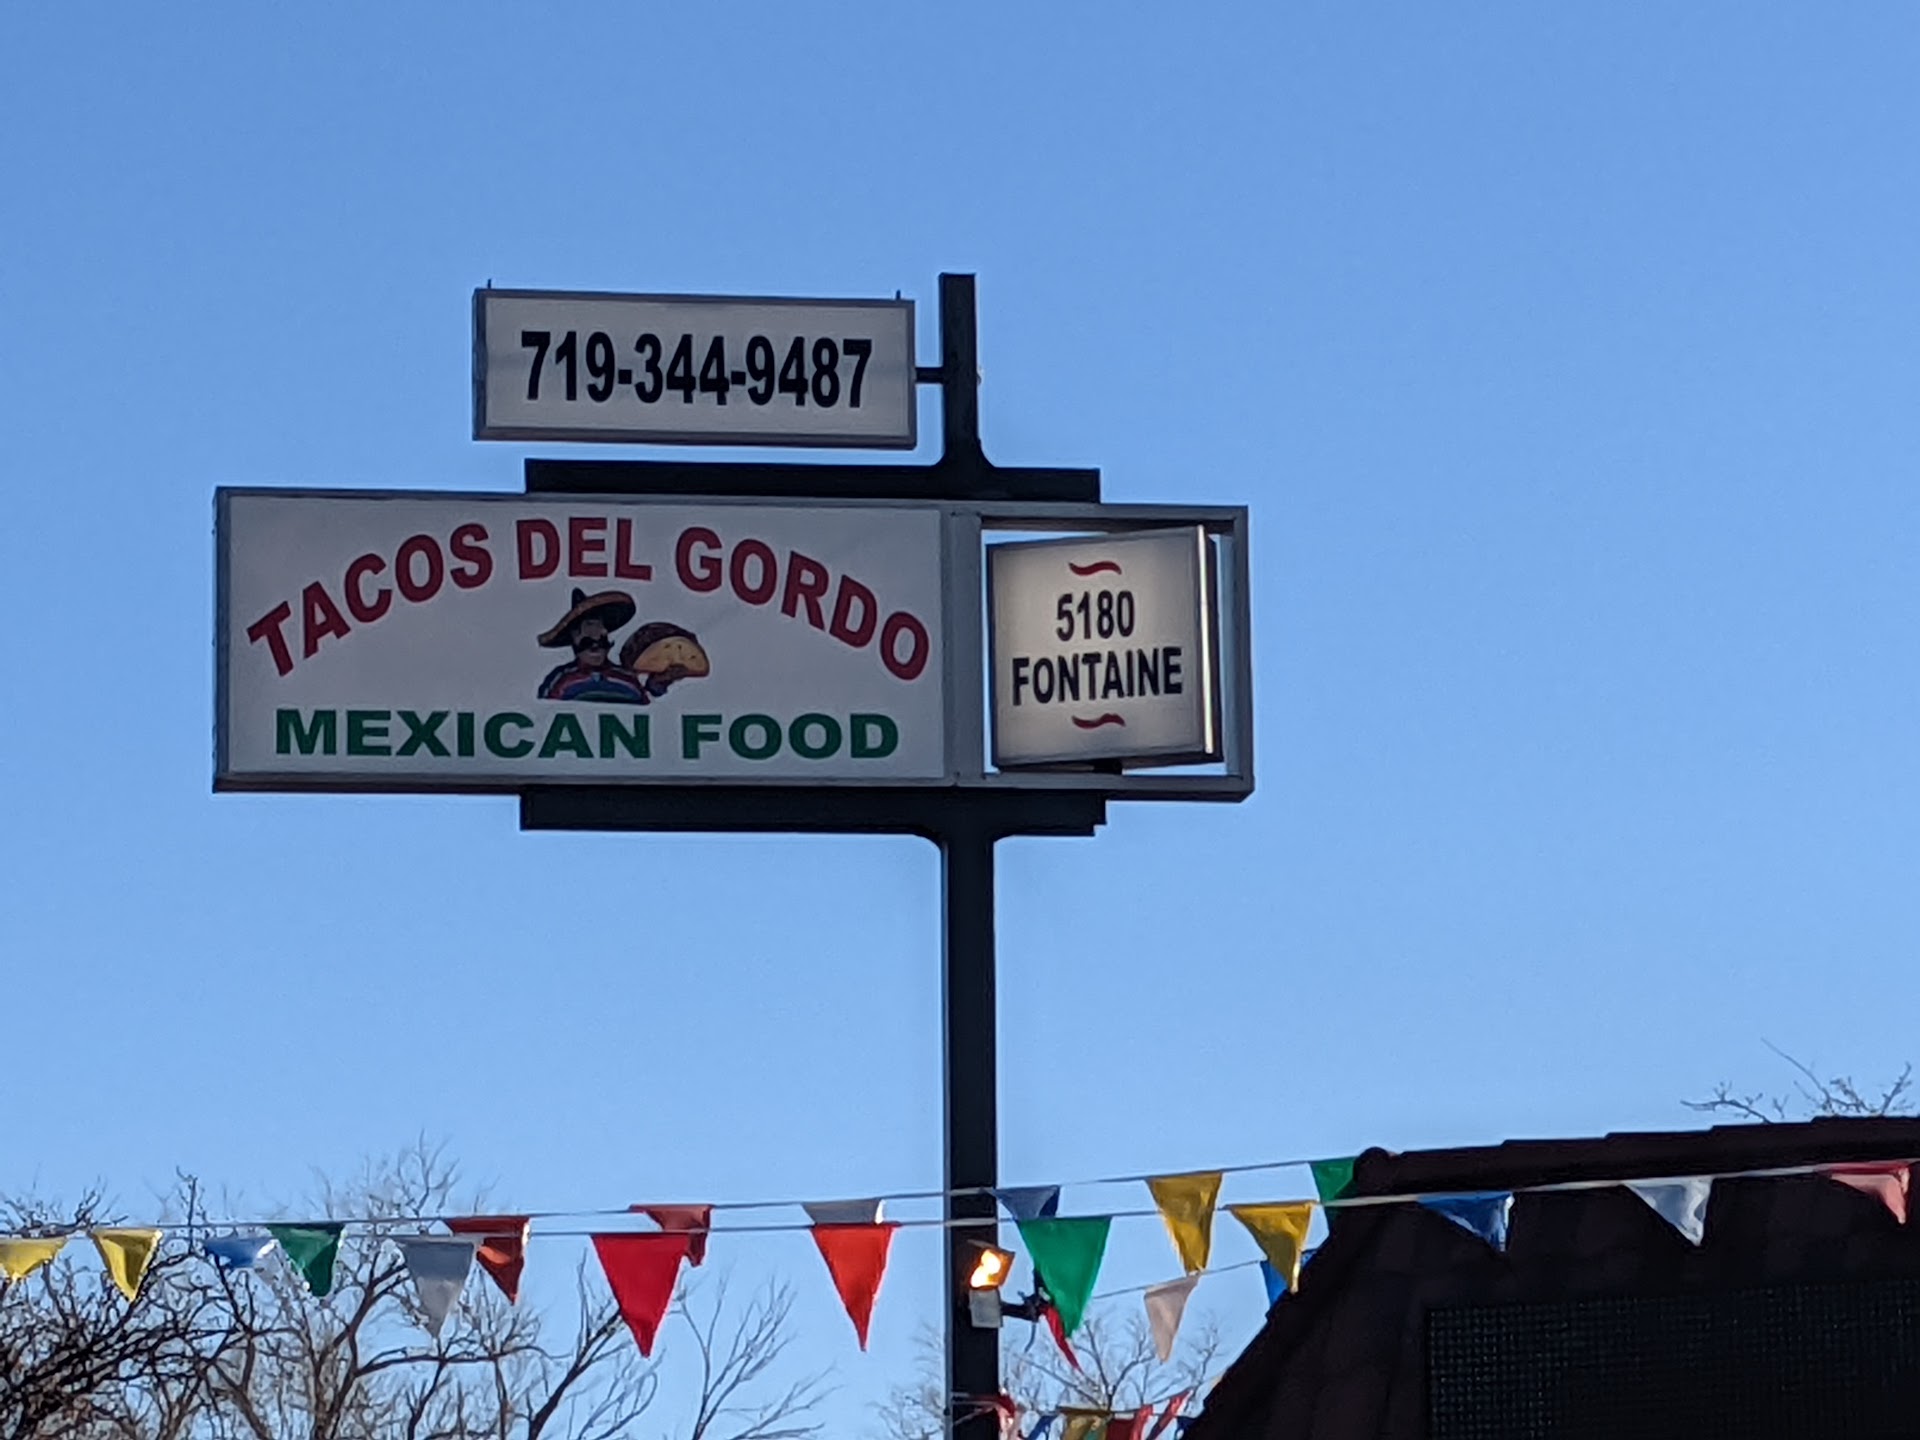 719-344-9487
TACOS DEL GORDO
MEXICAN FOOD
5180
FONTAINE